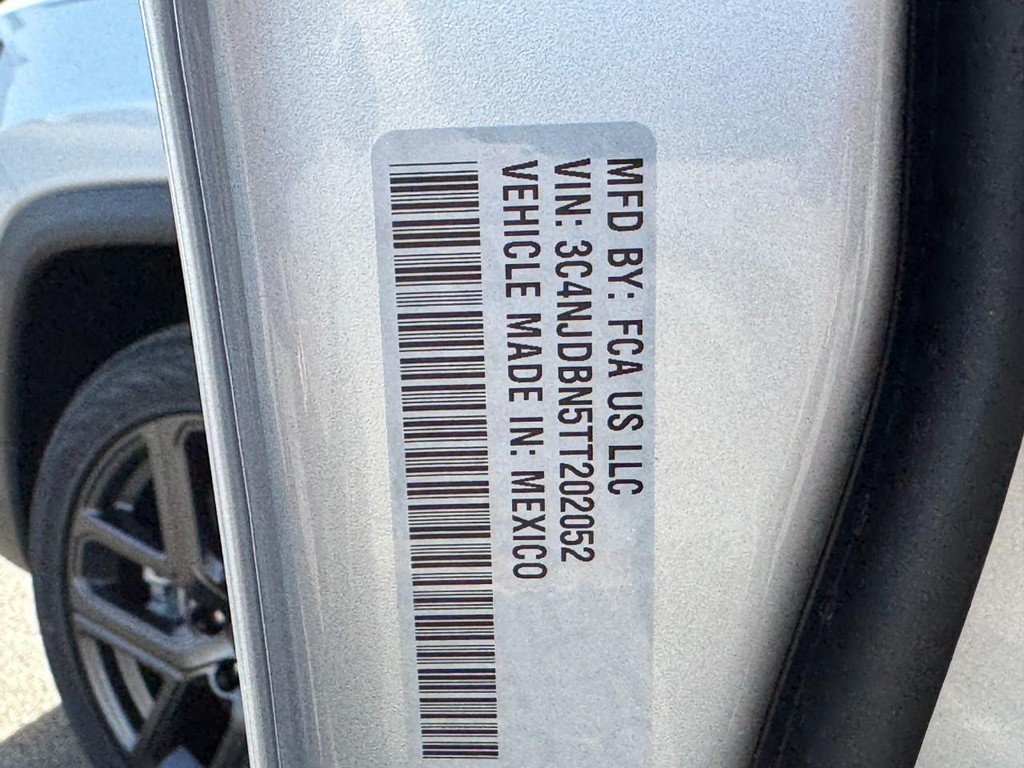 MFD BY: FCA US LLC
VIN: 3C4NJDBN5TT202052
VEHICLE MADE IN: MEXICO